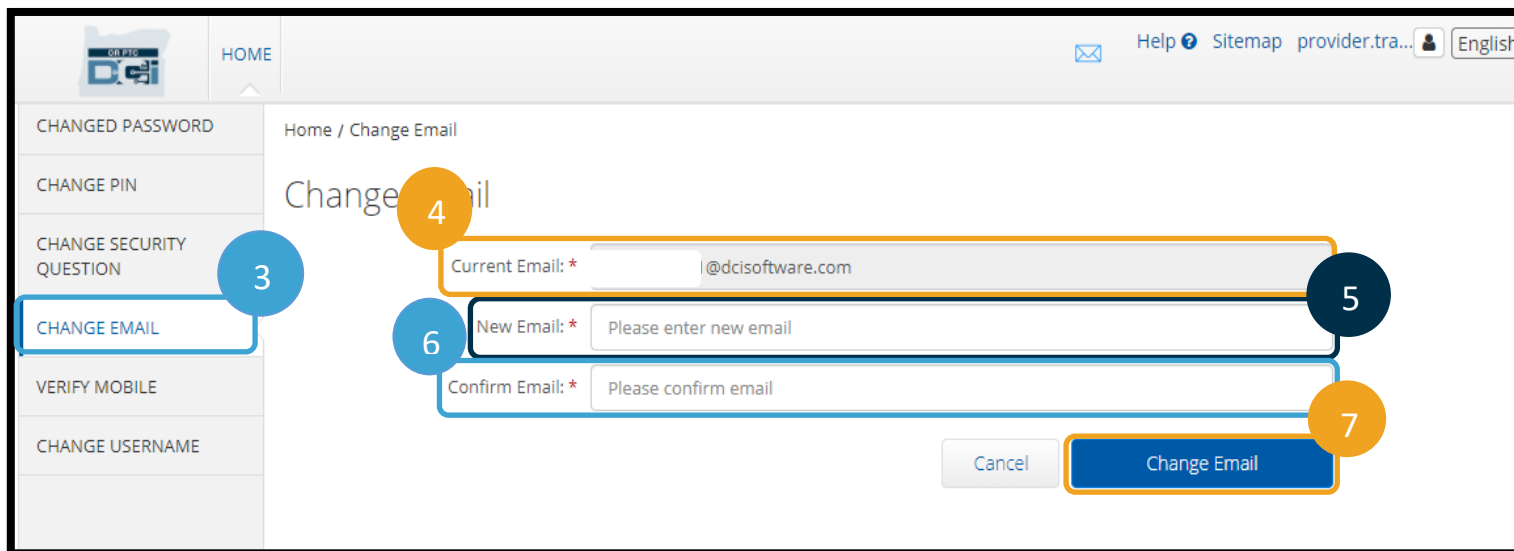 OR PTC
DCi
HOME
Help ? Sitemap provider.tra... English
CHANGED PASSWORD
CHANGE PIN
CHANGE SECURITY
QUESTION
CHANGE EMAIL
VERIFY MOBILE
CHANGE USERNAME
Home / Change Email
Change il
3
4
Current Email: * @dcisoftware.com
5
New Email: * Please enter new email
6
Confirm Email: * Please confirm email
7
Cancel Change Email